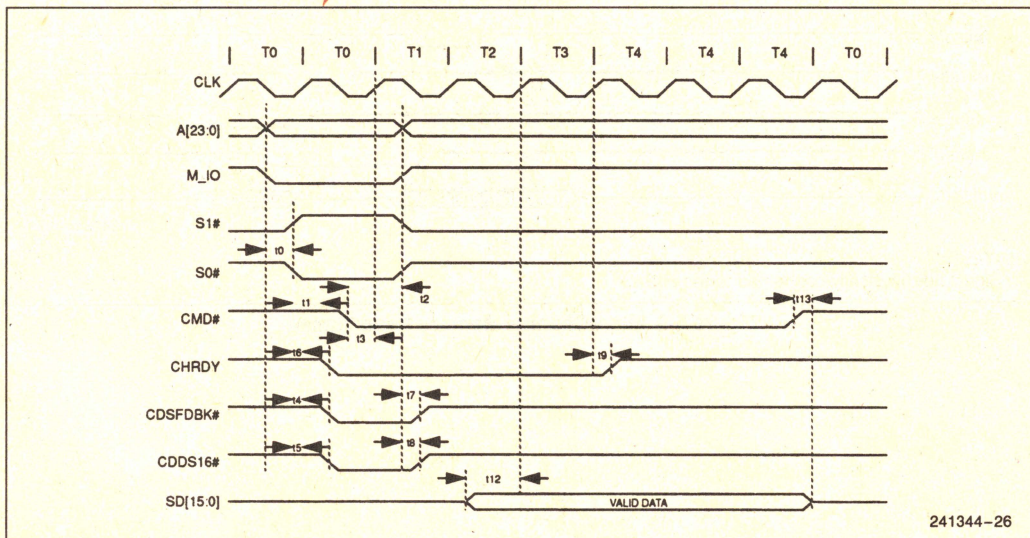 T0 T0 T1 T2 T3 T4 T4 T4 T0
CLK
A[23:0]
M_IO
S1#
t0
S0#
t1 t2 t13
CMD#
t3
t6 t9
CHRDY
t4 t7
CDSFDBK#
t5 t8
CDDS16#
t12
SD[15:0] VALID DATA
241344-26